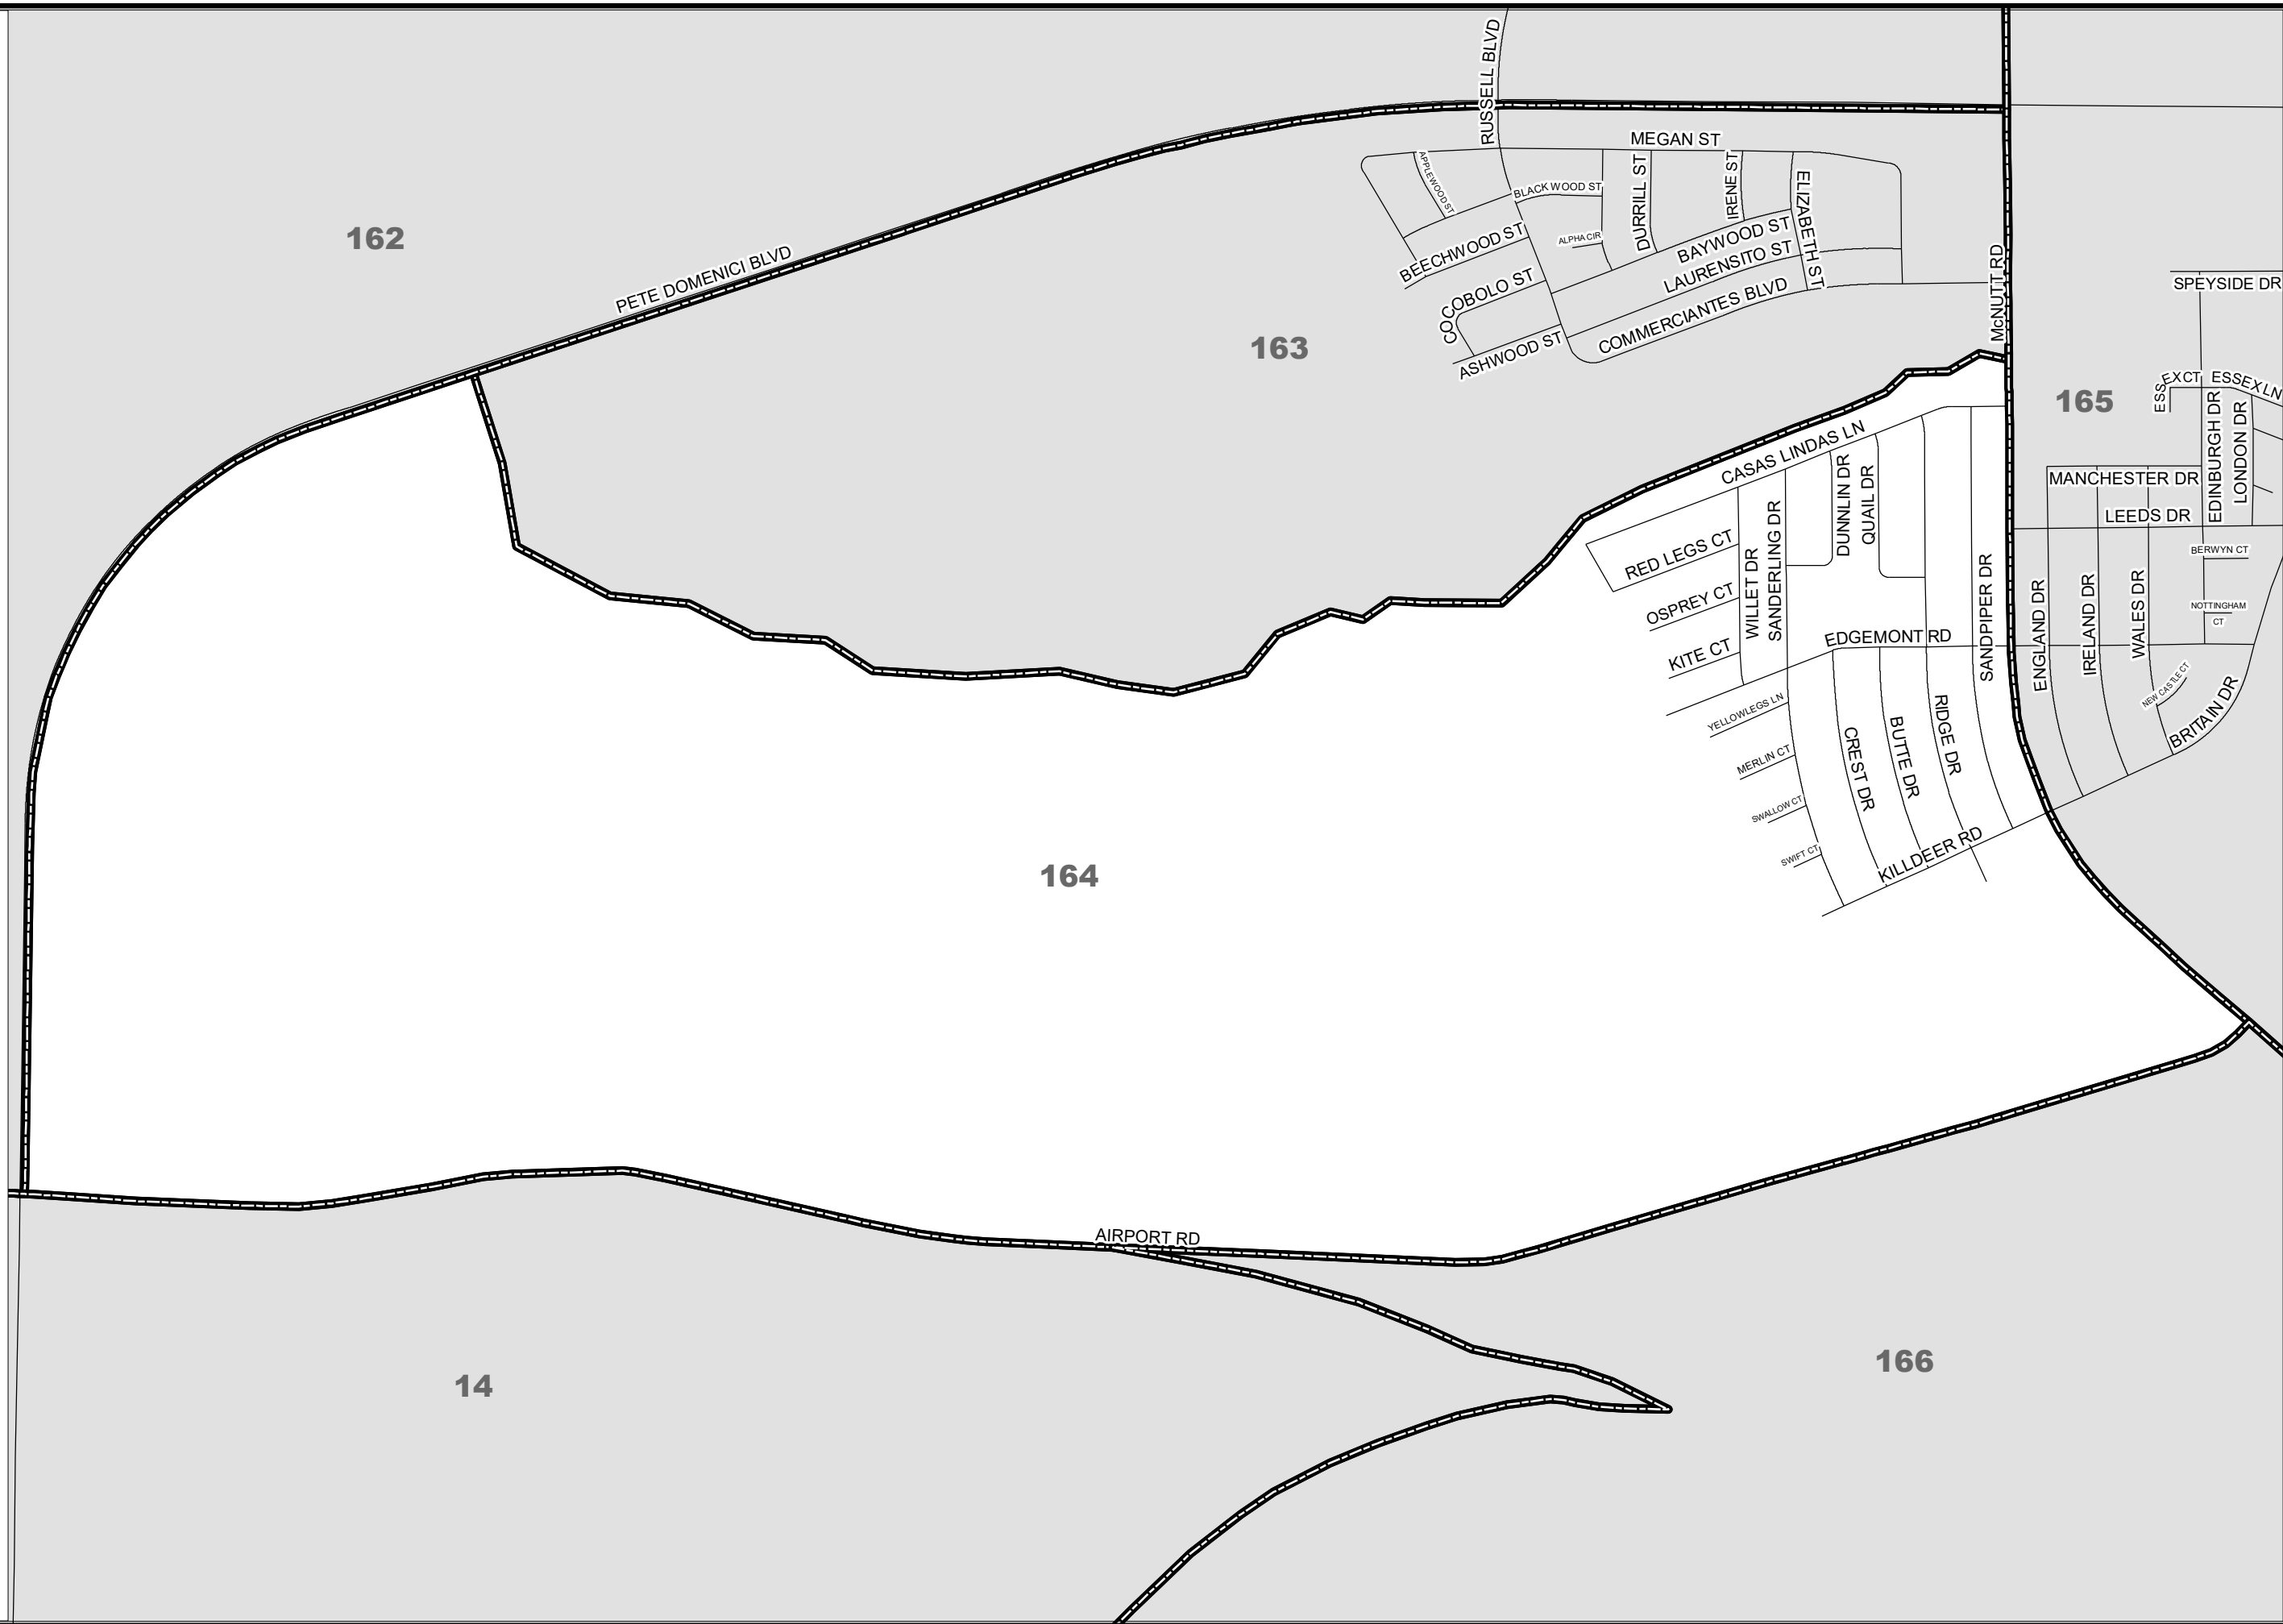 RUSSELL BLVD
MEGAN ST
APPLEWOOD ST
BLACKWOOD ST
DURRILL ST
IRENE ST
ELIZABETH ST
162
PETE DOMENICI BLVD
BEECHWOOD ST
ALPHA CIR
BAYWOOD ST
LAURENSITO ST
COCOBOLO ST
COMMERCIANTES BLVD
ASHWOOD ST
163
McNUTT RD
SPEYSIDE DR
165
ESSEX CT
ESSEX LN
EDINBURGH DR
LONDON DR
MANCHESTER DR
LEEDS DR
BERWYN CT
NOTTINGHAM
CT
CASAS LINDAS LN
DUNNLIN DR
QUAIL DR
RED LEGS CT
WILLET DR
SANDERLING DR
OSPREY CT
KITE CT
EDGEMONT RD
SANDPIPER DR
ENGLAND DR
IRELAND DR
WALES DR
NEW CASTLE CT
BRITAIN DR
YELLOWLEGS LN
MERLIN CT
SWALLOW CT
SWIFT CT
CREST DR
BUTTE DR
RIDGE DR
KILLDEER RD
164
AIRPORT RD
14
166